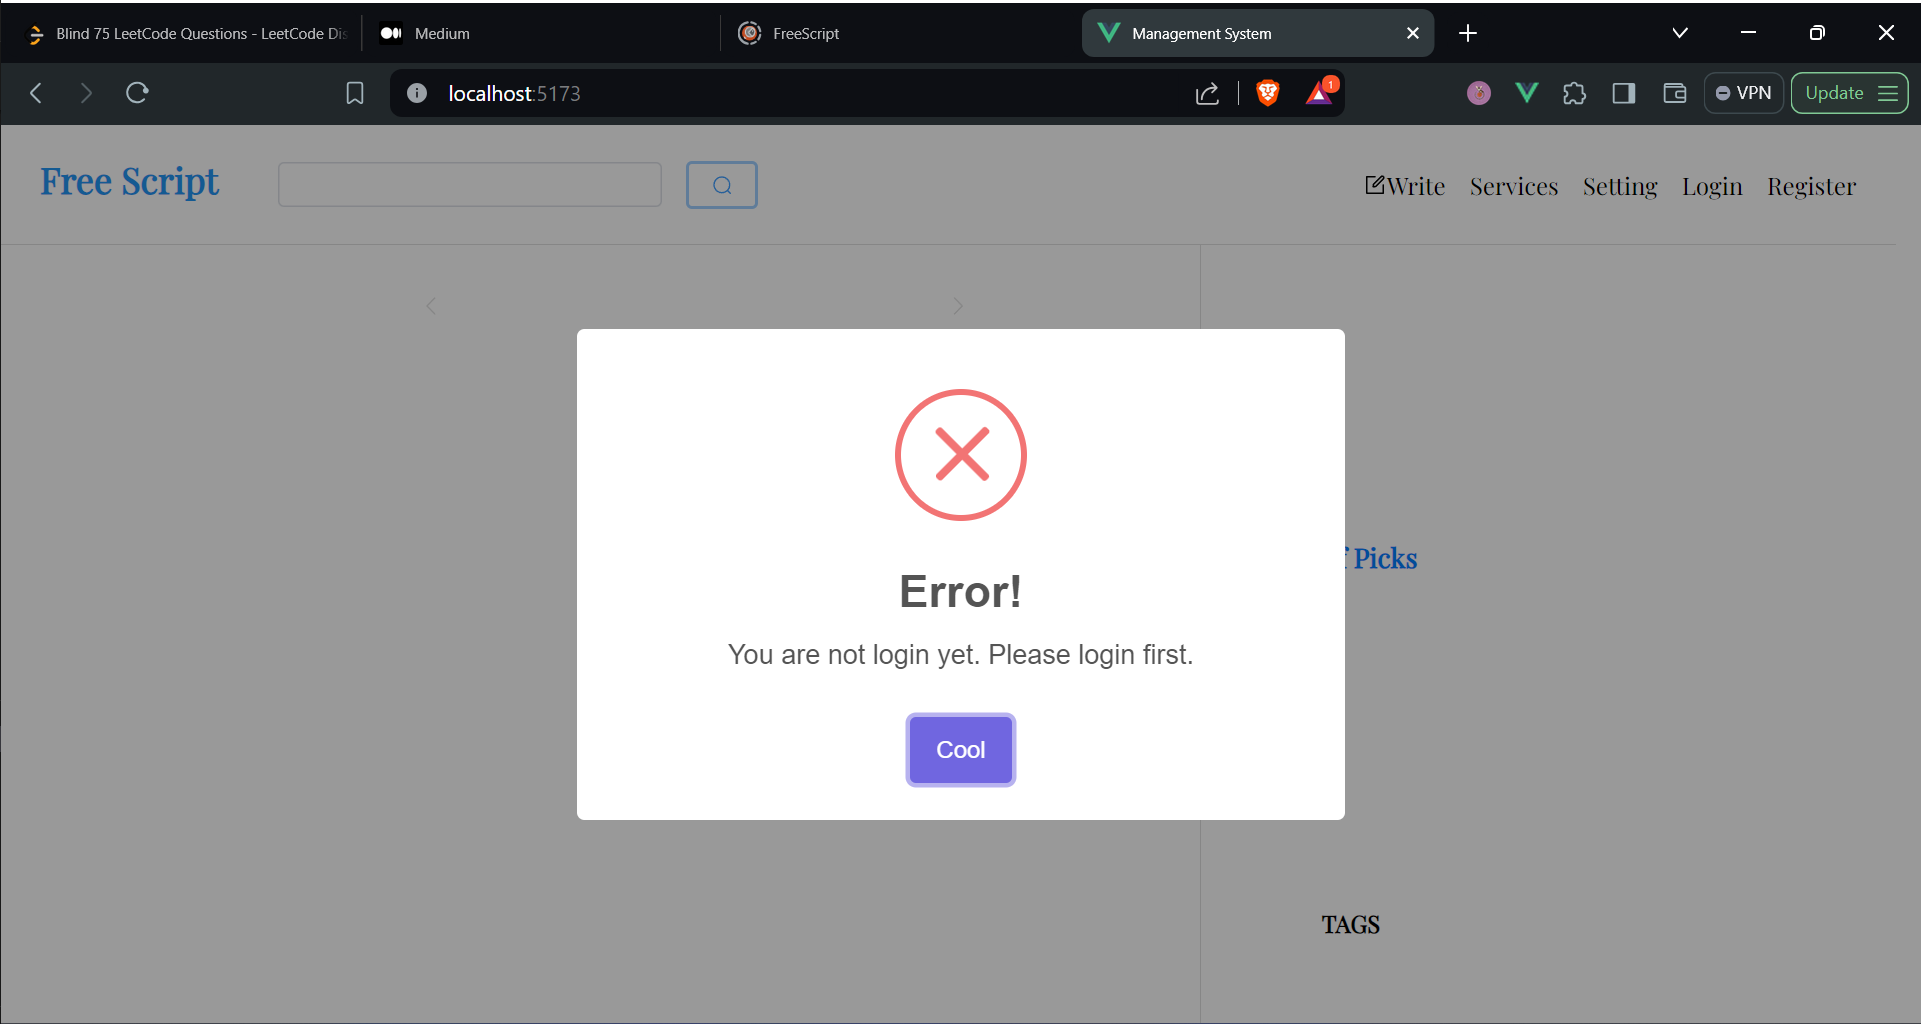 Blind 75 LeetCode Questions - LeetCode Dis
Medium
FreeScript
Management System
localhost:5173
1
VPN
Update
Free Script
Write
Services
Setting
Login
Register
Error!
You are not login yet. Please login first.
Cool
f Picks
TAGS